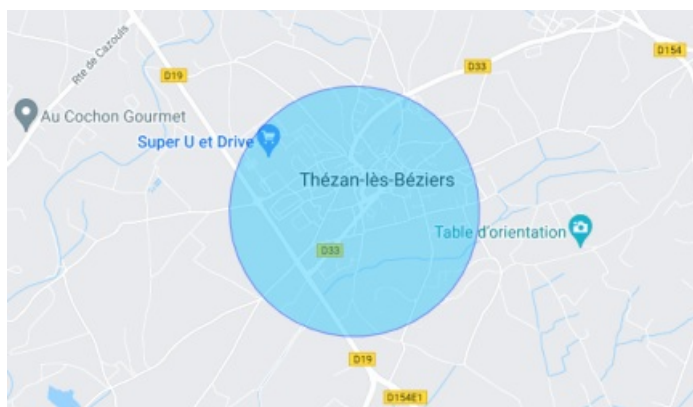 D154
D33
Rte de Cazouls
D19
Au Cochon Gourmet
Super U et Drive
Thézan-lès-Béziers
Table d'orientation
D33
D19
D154E1